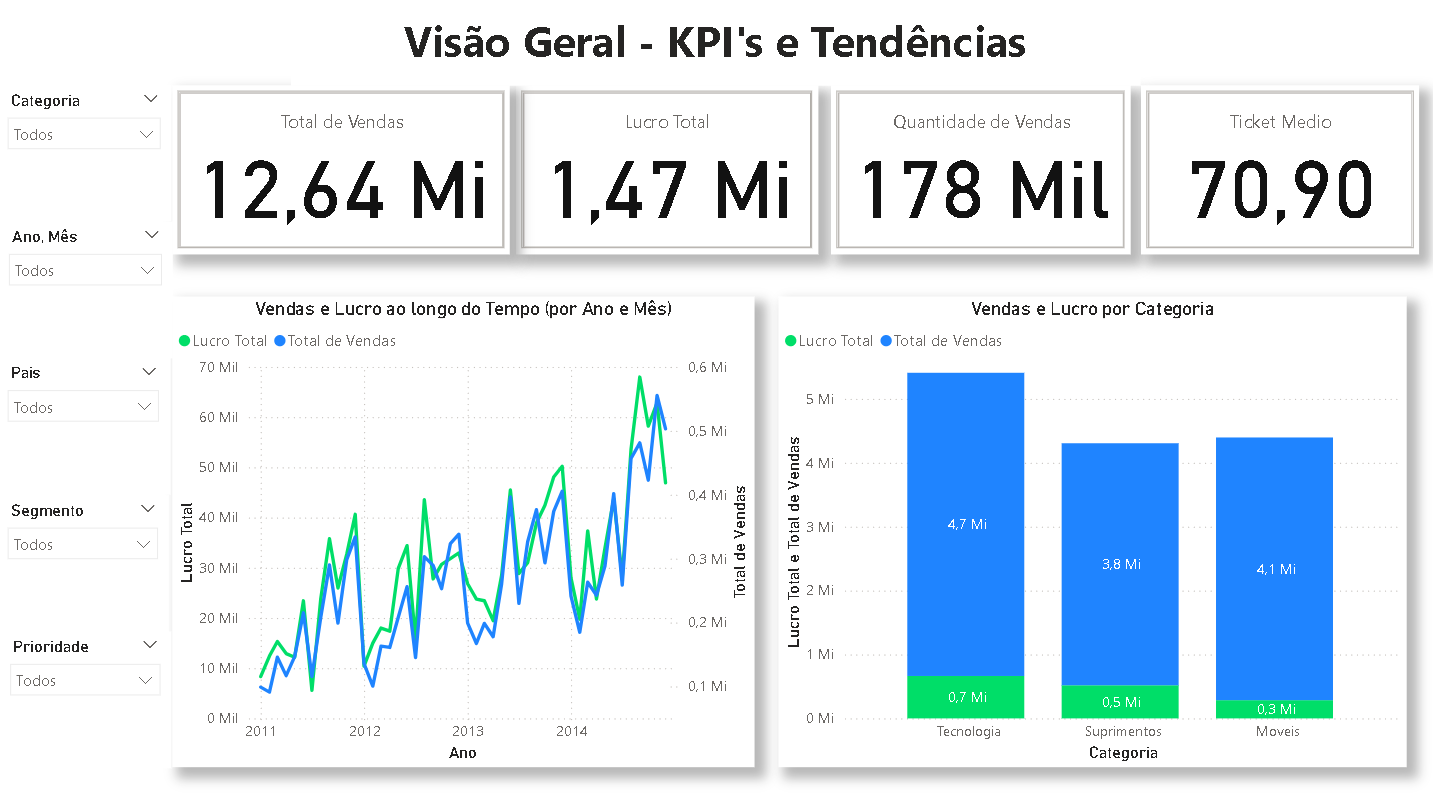 Visão Geral - KPI's e Tendências
Categoria
Todos
Ano, Mês
Todos
Pais
Todos
Segmento
Todos
Prioridade
Todos
Total de Vendas
12,64 Mi
Lucro Total
1,47 Mi
Quantidade de Vendas
178 Mil
Ticket Medio
70,90
Vendas e Lucro ao longo do Tempo (por Ano e Mês)
Lucro Total Total de Vendas
70 Mil
60 Mil
50 Mil
40 Mil
30 Mil
20 Mil
10 Mil
0 Mil
Lucro Total
0,6 Mi
0,5 Mi
0,4 Mi
0,3 Mi
0,2 Mi
0,1 Mi
Total de Vendas
2011 2012 2013 2014
Ano
Vendas e Lucro por Categoria
Lucro Total Total de Vendas
5 Mi
4 Mi
3 Mi
2 Mi
1 Mi
0 Mi
Lucro Total e Total de Vendas
4,7 Mi
3,8 Mi
4,1 Mi
0,7 Mi
0,5 Mi
0,3 Mi
Tecnologia Suprimentos Moveis
Categoria